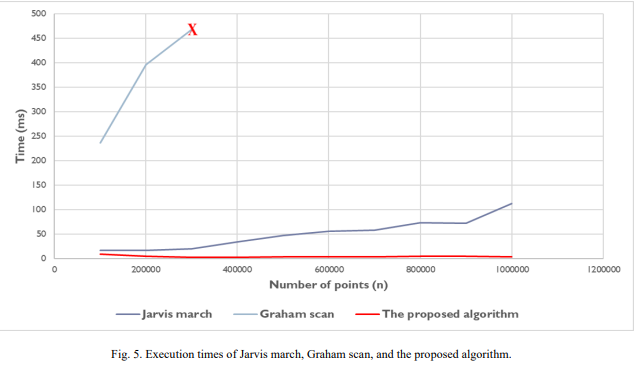 500
450
400
350
300
250
200
150
100
50
0
Time (ms)
X
0
200000
400000
600000
800000
1000000
1200000
Number of points (n)
Jarvis march
Graham scan
The proposed algorithm
Fig. 5. Execution times of Jarvis march, Graham scan, and the proposed algorithm.